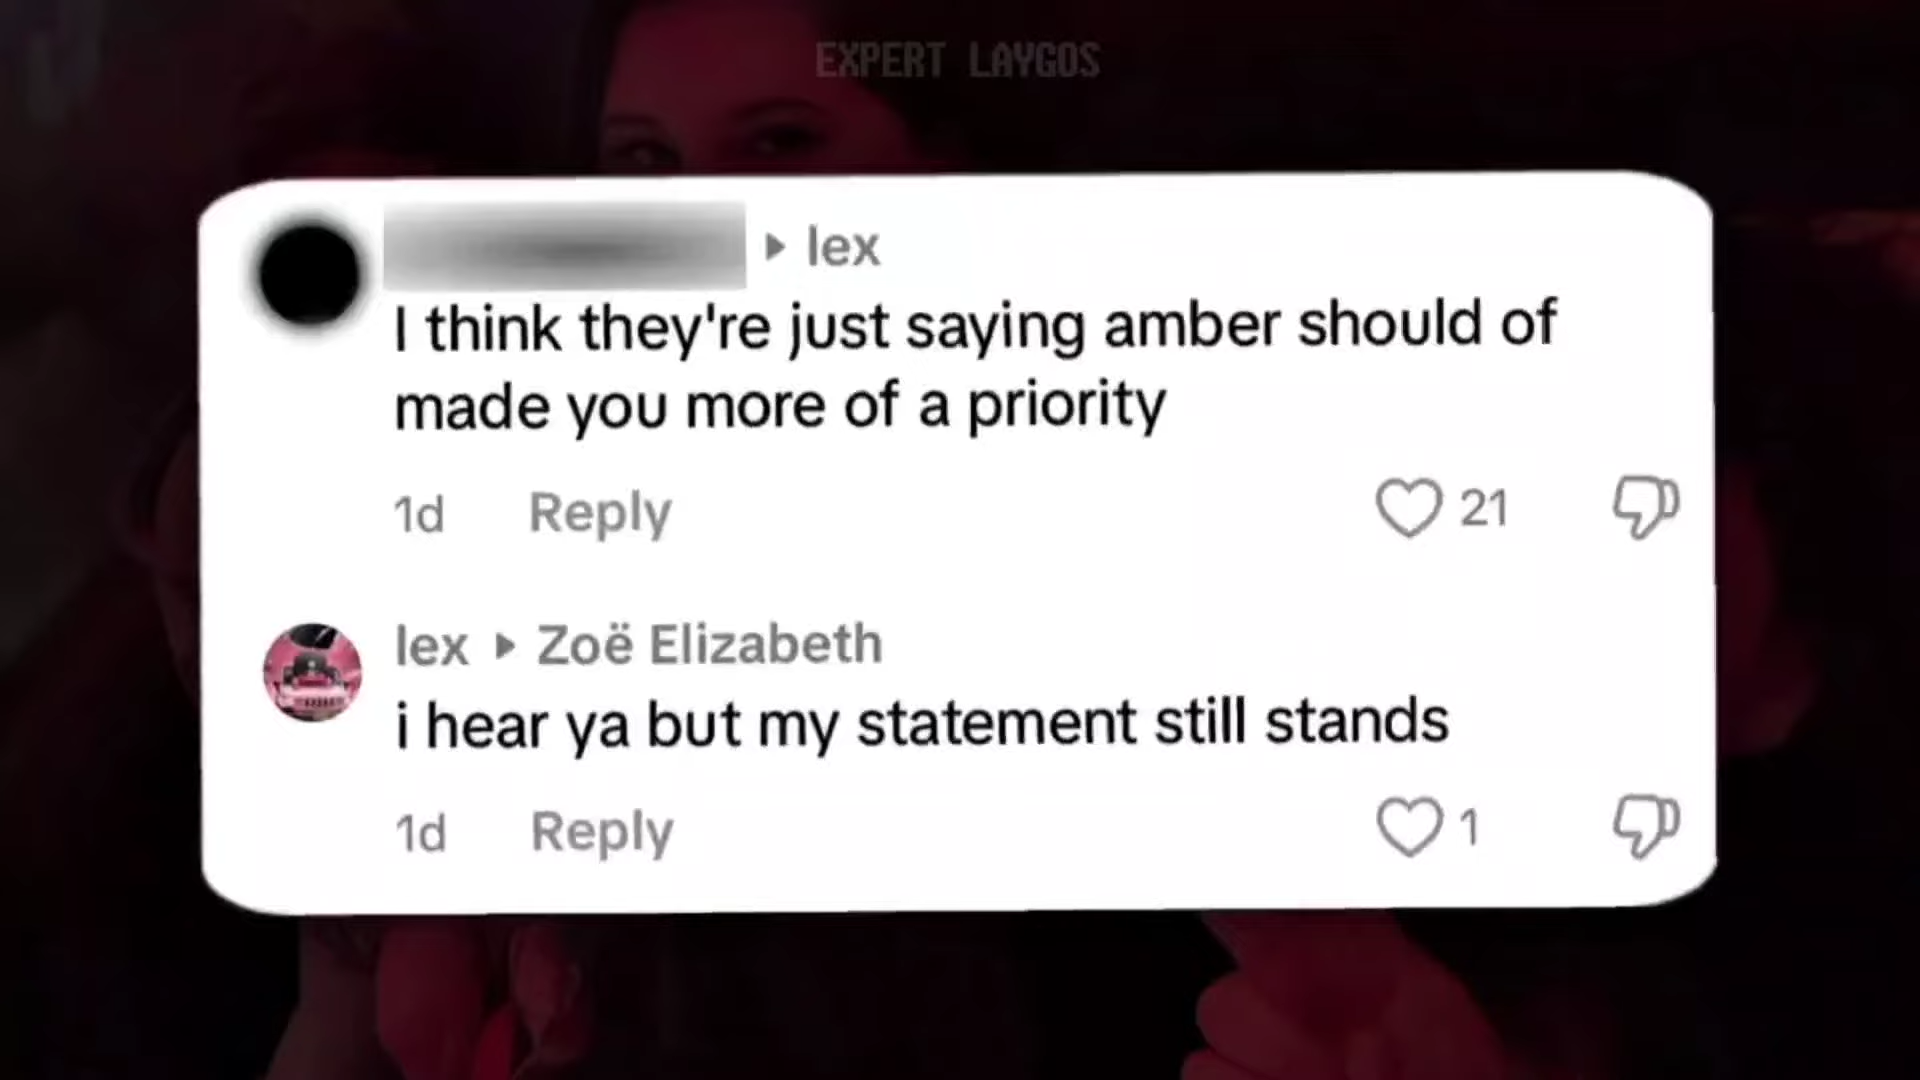 EXPERT LAYGOS
▸ lex
I think they're just saying amber should of
made you more of a priority
1d Reply 21
lex ▸ Zoë Elizabeth
i hear ya but my statement still stands
1d Reply 1